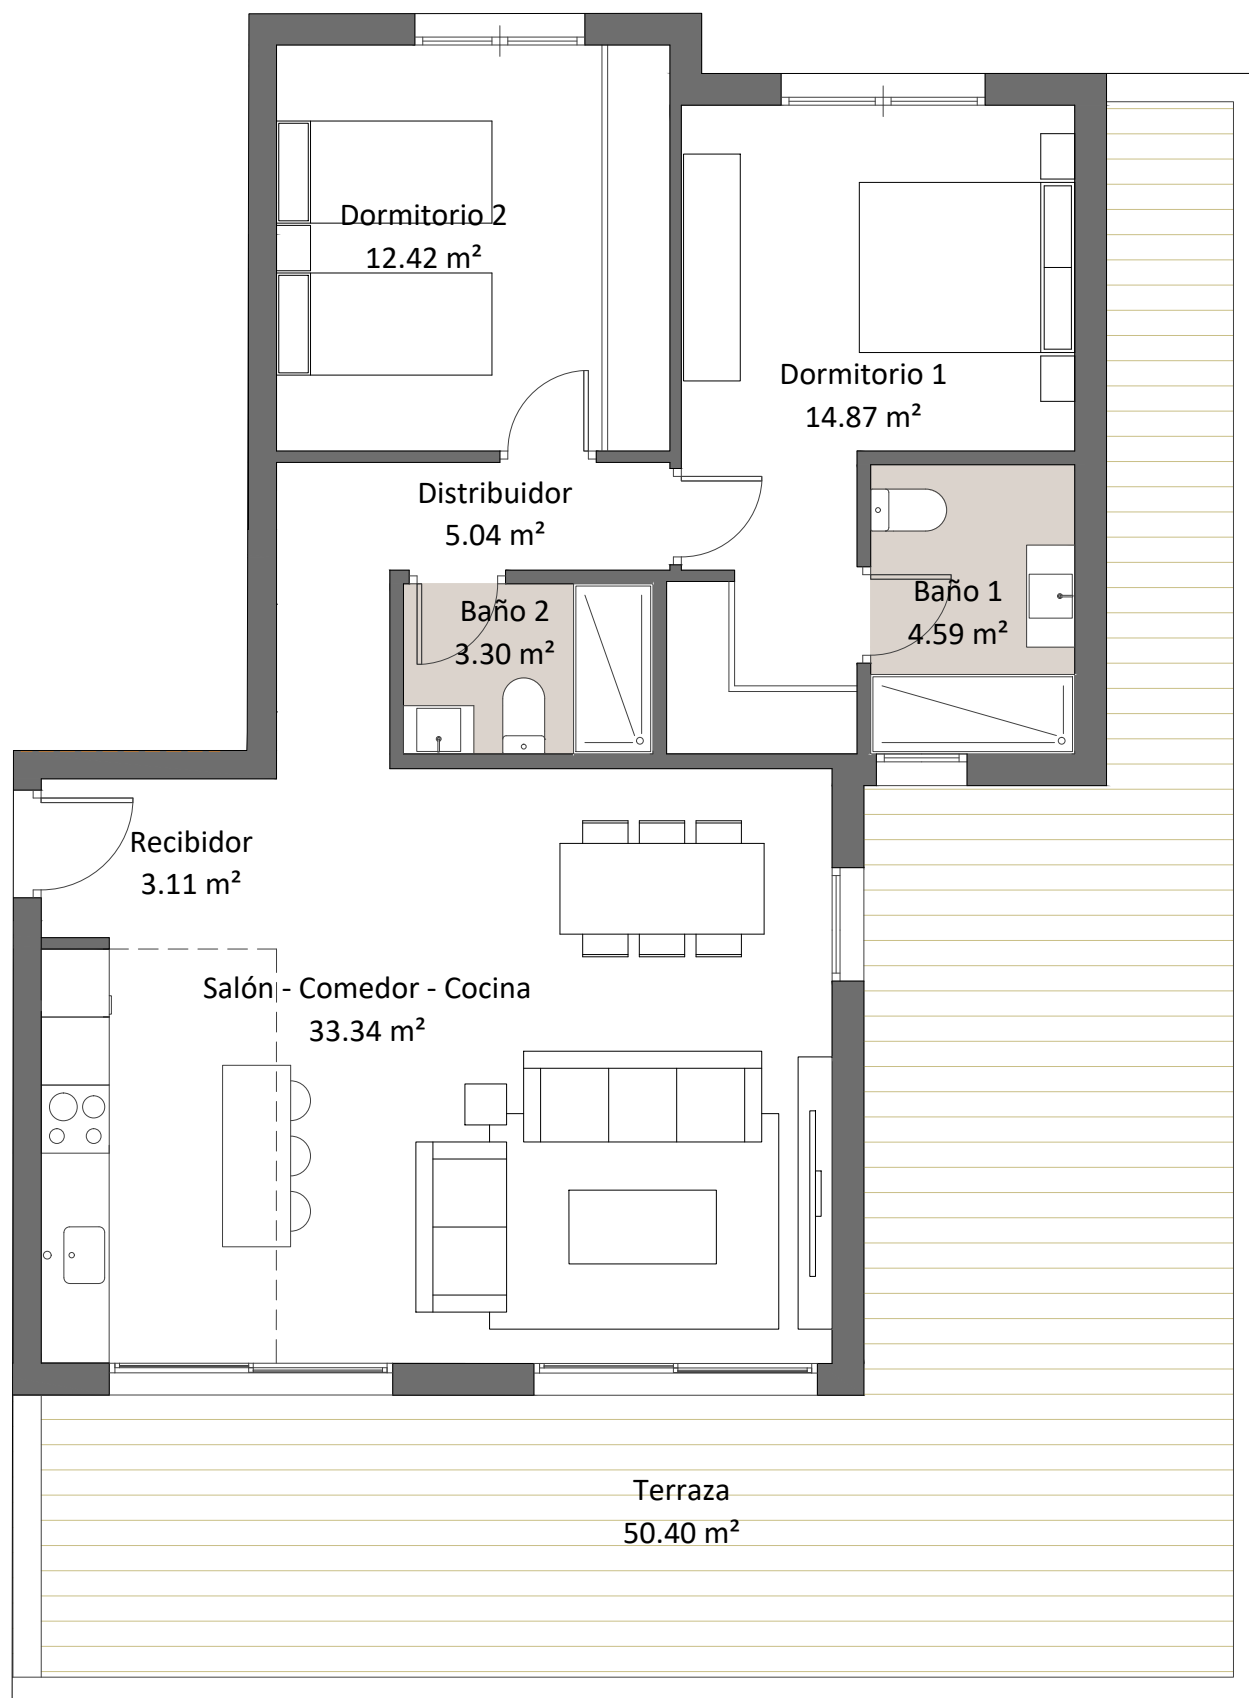 Dormitorio 2
12.42 m²
Dormitorio 1
14.87 m²
Distribuidor
5.04 m²
Baño 2
3.30 m²
Baño 1
4.59 m²
Recibidor
3.11 m²
Salón - Comedor - Cocina
33.34 m²
Terraza
50.40 m²